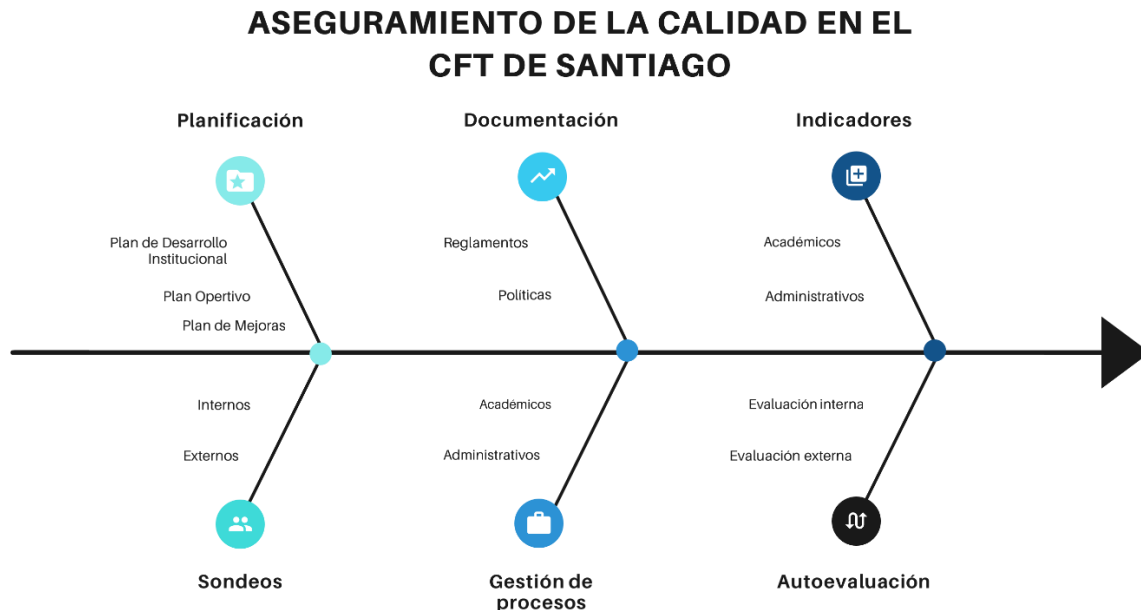 ASEGURAMIENTO DE LA CALIDAD EN EL
CFT DE SANTIAGO
Planificación
Documentación
Indicadores
Plan de Desarrollo
Institucional
Plan Opertivo
Plan de Mejoras
Reglamentos
Políticas
Académicos
Administrativos
Internos
Externos
Académicos
Administrativos
Evaluación interna
Evaluación externa
Sondeos
Gestión de
procesos
Autoevaluación